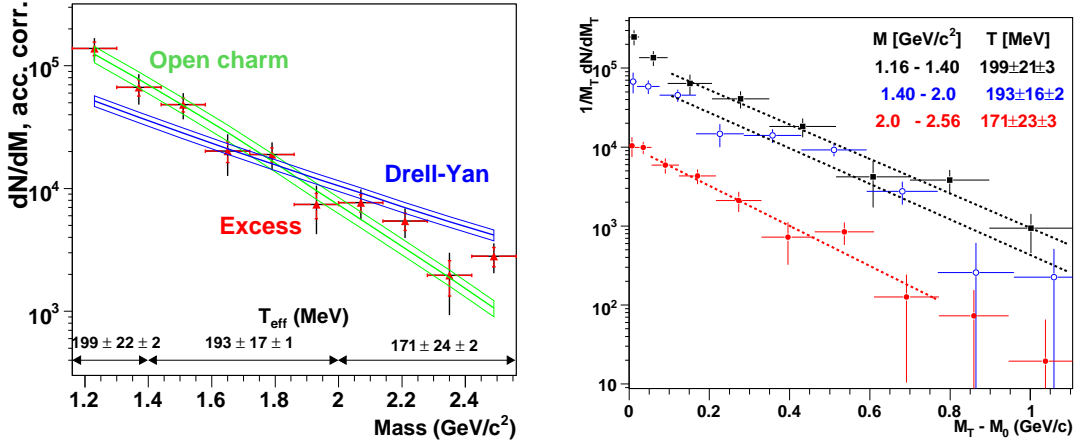 dN/dM, acc. corr.
10^5
10^4
10^3
Open charm
Drell-Yan
Excess
T_eff (MeV)
199 ± 22 ± 2
193 ± 17 ± 1
171 ± 24 ± 2
1.2 1.4 1.6 1.8 2 2.2 2.4
Mass (GeV/c²)
1/M_T dN/dM_T
10^5
10^4
10^3
10^2
10
M [GeV/c²] T [MeV]
1.16 - 1.40 199±21±3
1.40 - 2.0 193±16±2
2.0 - 2.56 171±23±3
0 0.2 0.4 0.6 0.8 1
M_T - M_0 (GeV/c)